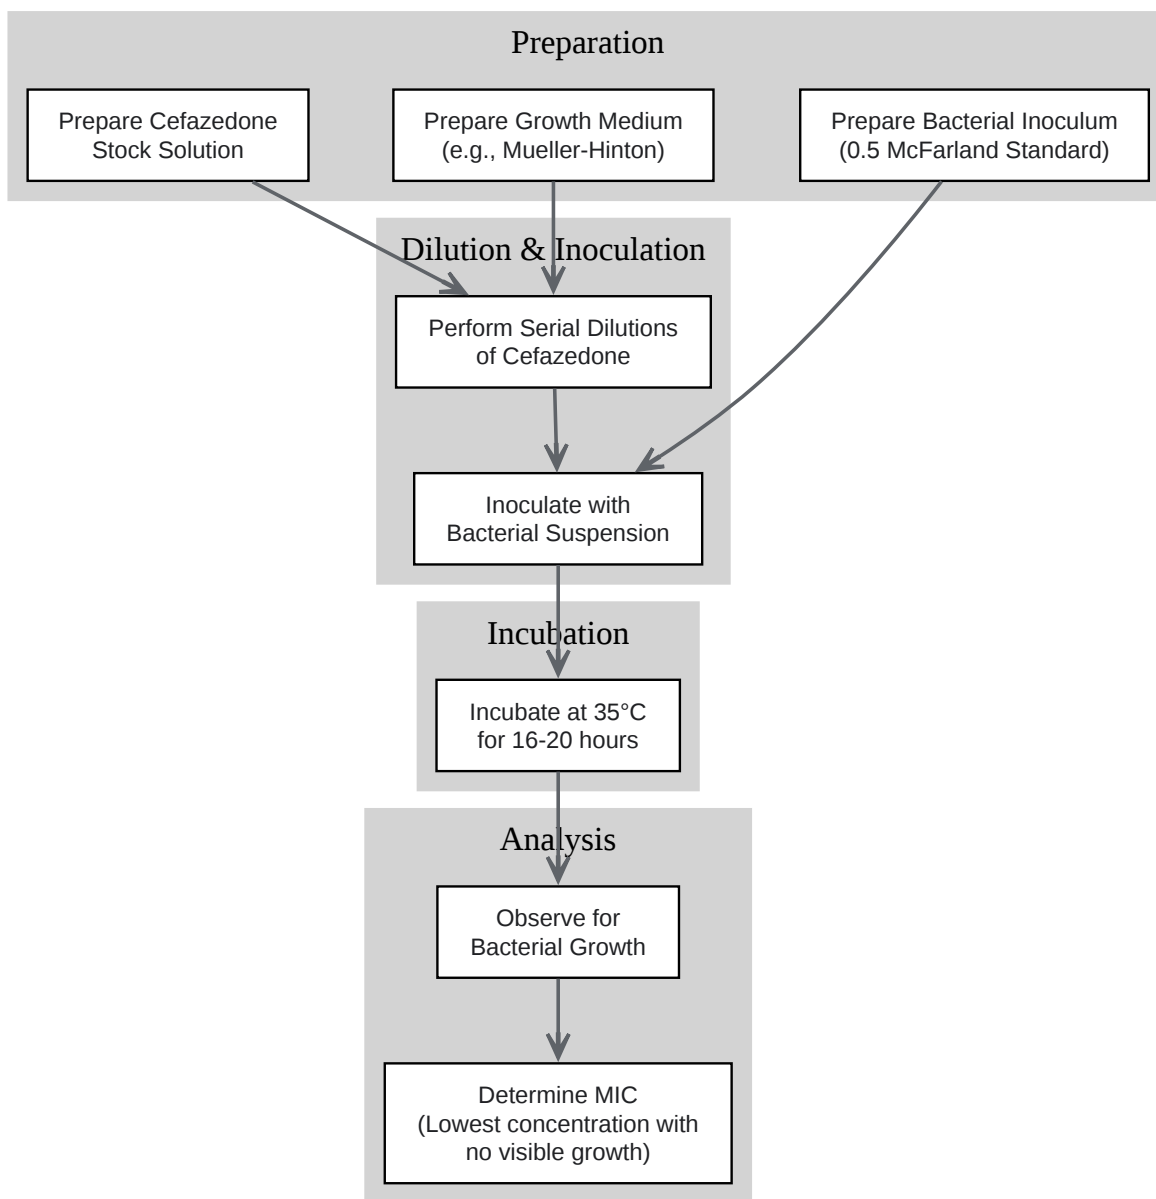 Preparation
Prepare Cefazedone
Stock Solution
Prepare Growth Medium
(e.g., Mueller-Hinton)
Prepare Bacterial Inoculum
(0.5 McFarland Standard)
Dilution & Inoculation
Perform Serial Dilutions
of Cefazedone
Inoculate with
Bacterial Suspension
Incubation
Incubate at 35°C
for 16-20 hours
Analysis
Observe for
Bacterial Growth
Determine MIC
(Lowest concentration with
no visible growth)